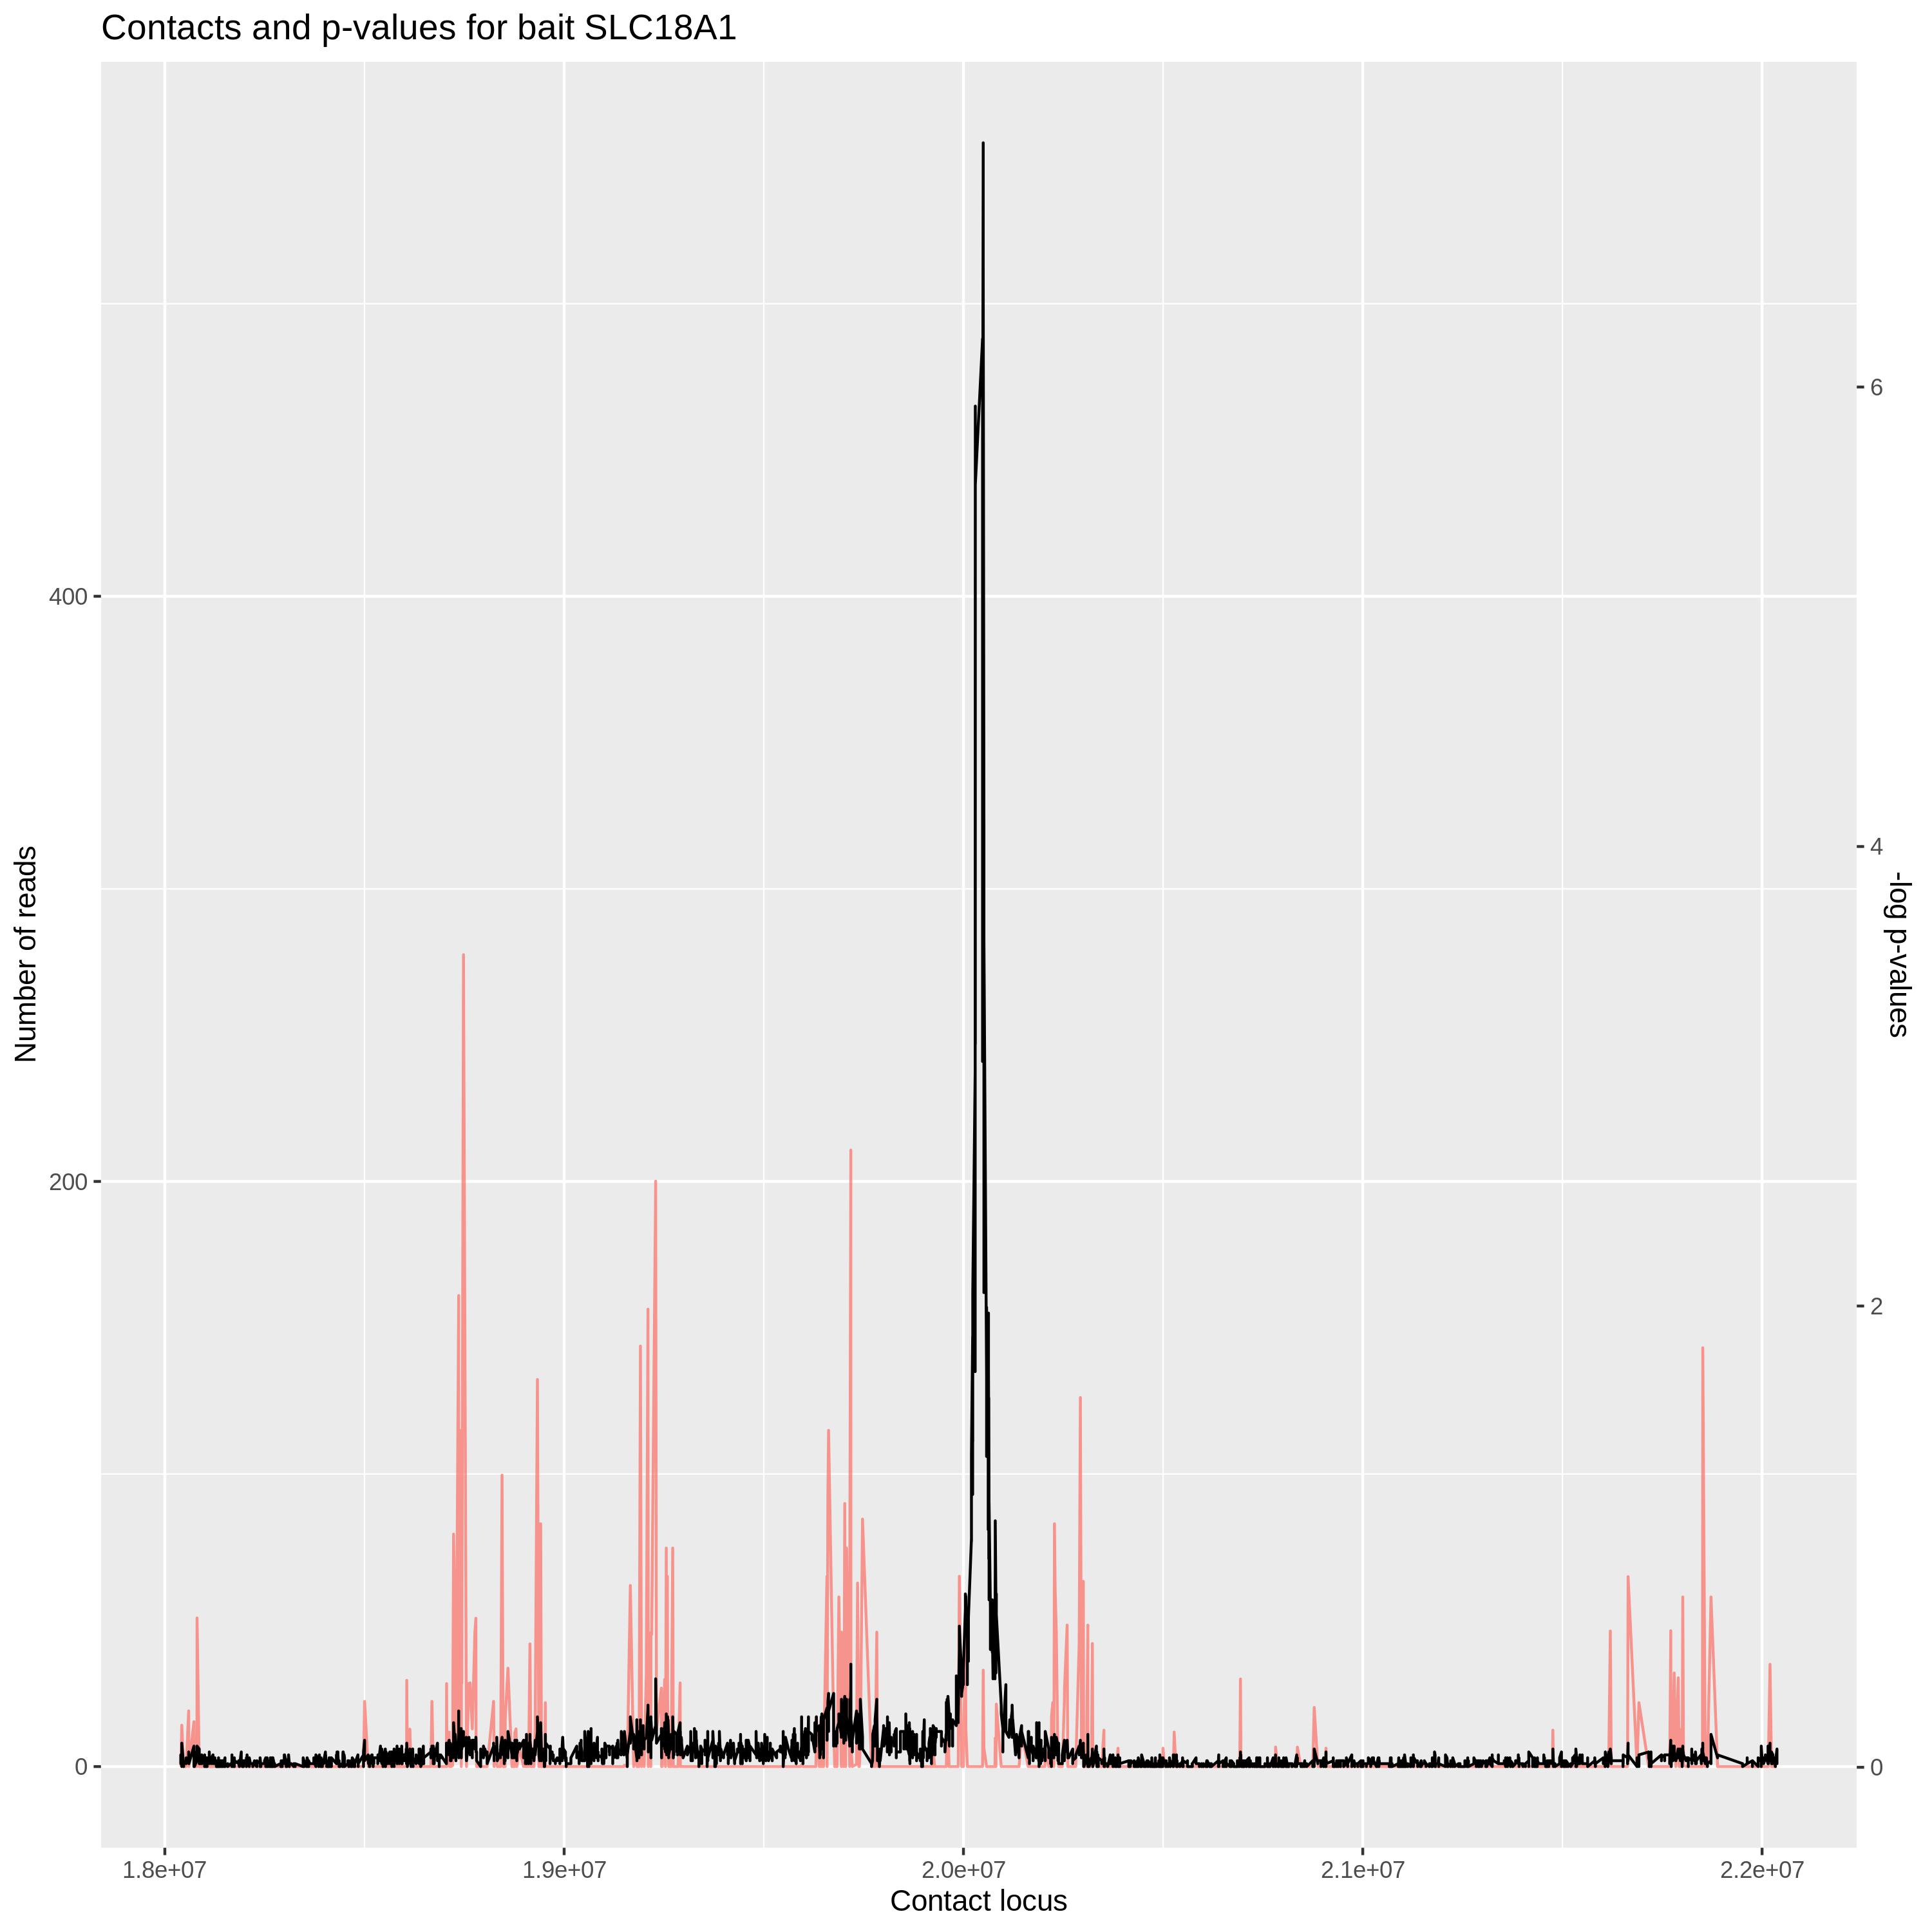 Contacts and p-values for bait SLC18A1
Number of reads
400
200
0
6
4
2
0
-log p-values
1.8e+07
1.9e+07
2.0e+07
2.1e+07
2.2e+07
Contact locus